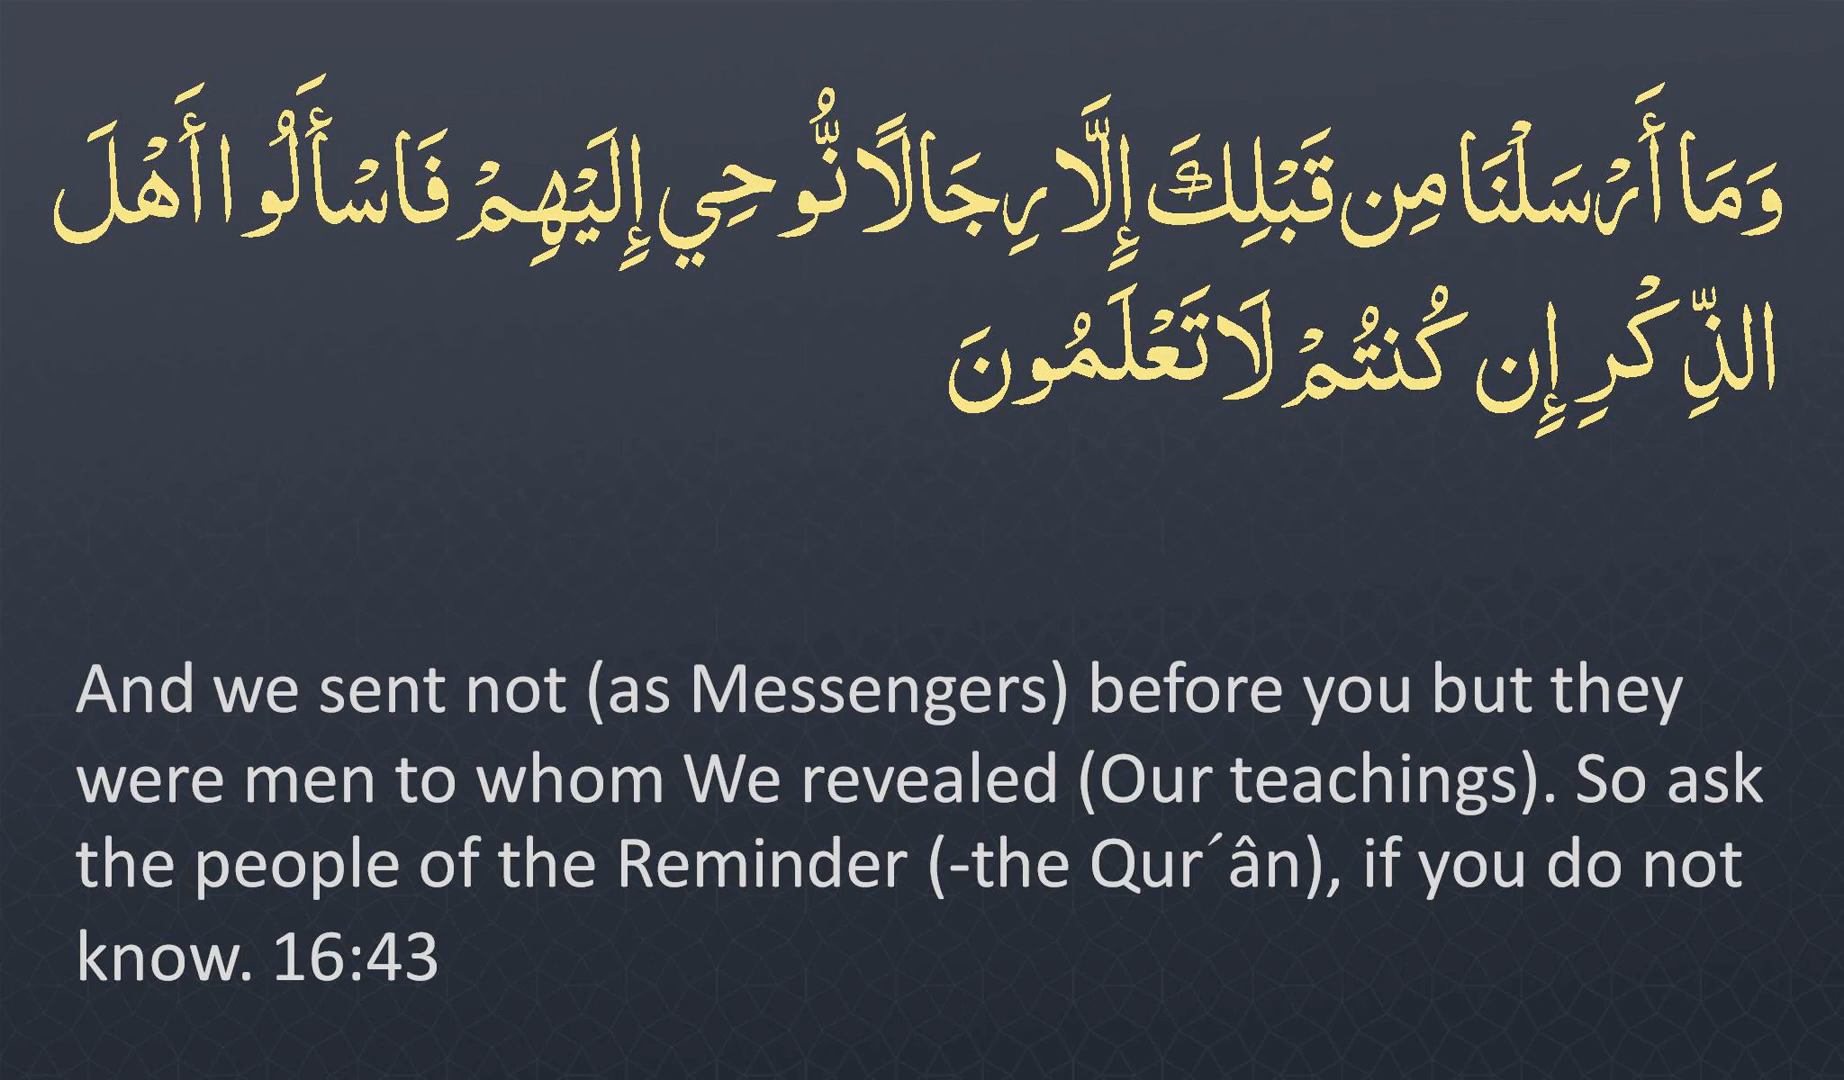 وَمَا أَرْسَلْنَا مِن قَبْلِكَ إِلَّا رِجَالًا نُّوحِي إِلَيْهِمْ فَاسْأَلُوا أَهْلَ
الذِّكْرِ إِن كُنتُمْ لَا تَعْلَمُونَ
And we sent not (as Messengers) before you but they
were men to whom We revealed (Our teachings). So ask
the people of the Reminder (-the Qur´ân), if you do not
know. 16:43